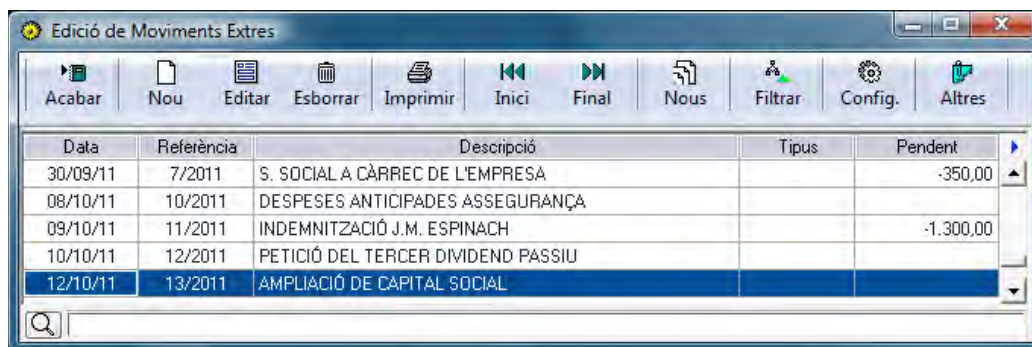 Edició de Moviments Extres
Acabar Nou Editar Esborrar Imprimir Inici Final Nous Filtrar Config. Altres
Data Referència Descripció Tipus Pendent
30/09/11 7/2011 S. SOCIAL A CÀRREC DE L'EMPRESA -350,00
08/10/11 10/2011 DESPESES ANTICIPADES ASSEGURANÇA
09/10/11 11/2011 INDEMNITZACIÓ J.M. ESPINACH -1.300,00
10/10/11 12/2011 PETICIÓ DEL TERCER DIVIDEND PASSIU
12/10/11 13/2011 AMPLIACIÓ DE CAPITAL SOCIAL